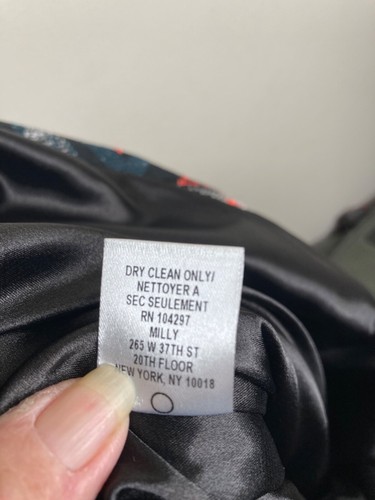 DRY CLEAN ONLY/
NETTOYER A
SEC SEULEMENT
RN 104297
MILLY
265 W 37TH ST
20TH FLOOR
NEW YORK, NY 10018